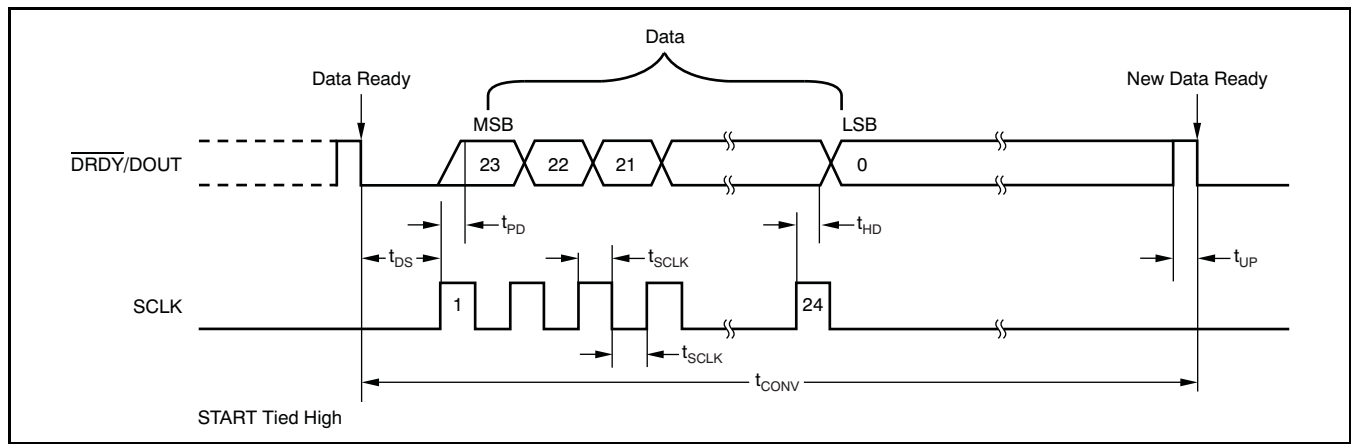 Data
Data Ready
New Data Ready
MSB
LSB
DRDY/DOUT
23
22
21
0
tPD
tHD
tDS
tSCLK
tUP
SCLK
1
24
tSCLK
tCONV
START Tied High